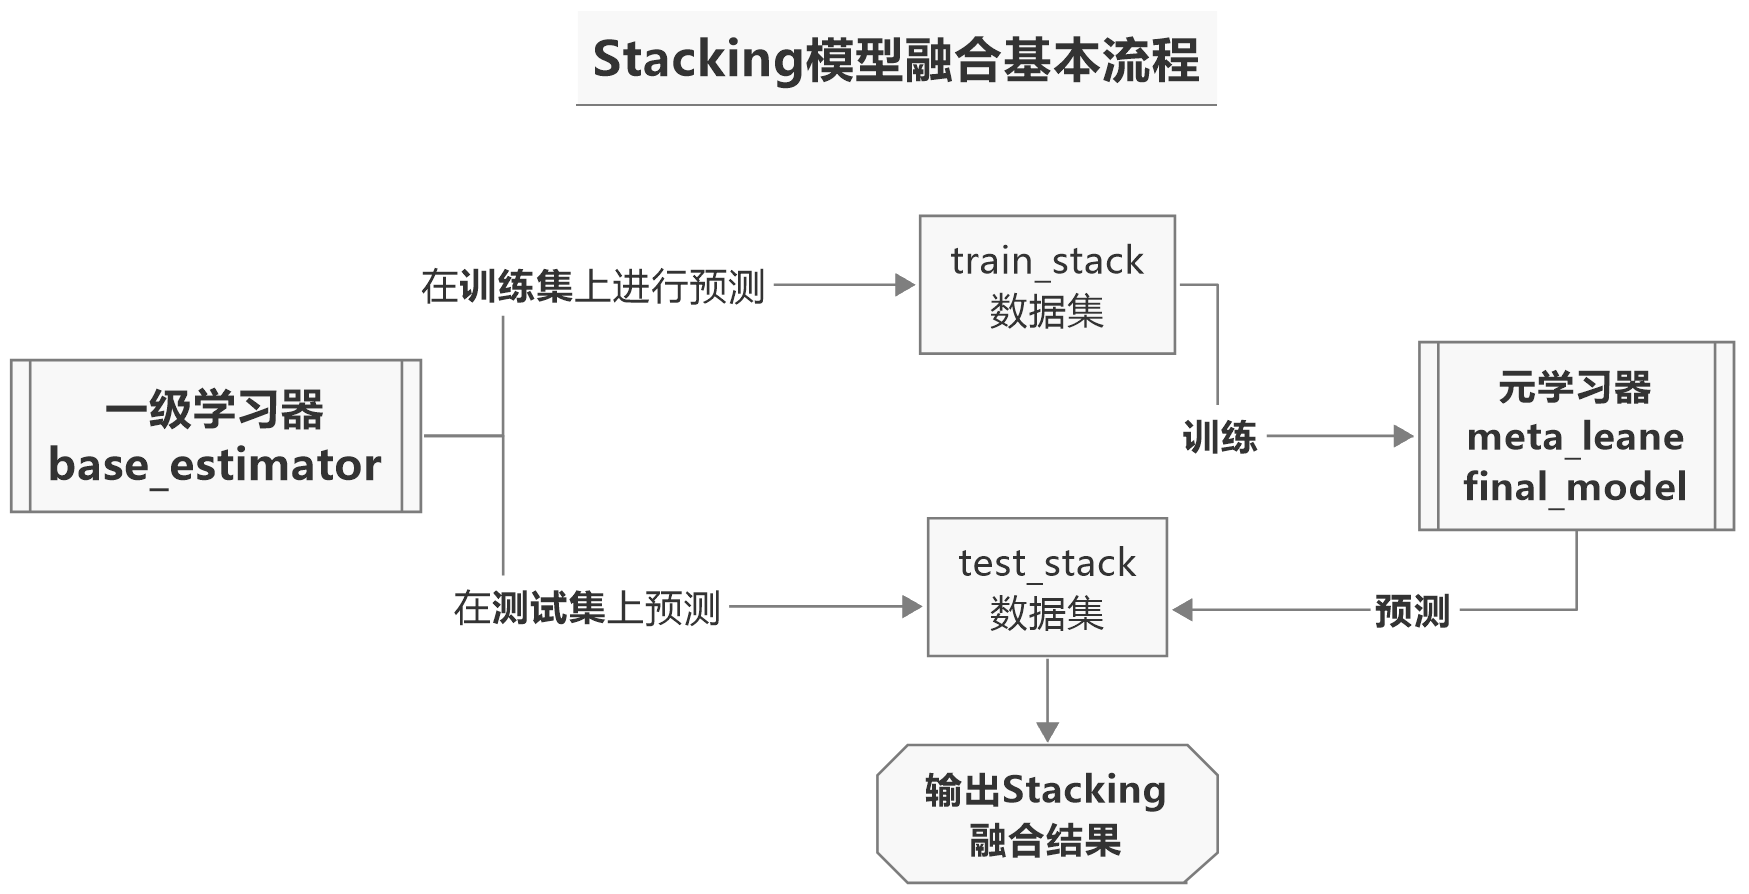 Stacking模型融合基本流程
在训练集上进行预测
train_stack
数据集
一级学习器
base_estimator
训练
元学习器
meta_leane
final_model
在测试集上预测
test_stack
数据集
预测
输出Stacking
融合结果